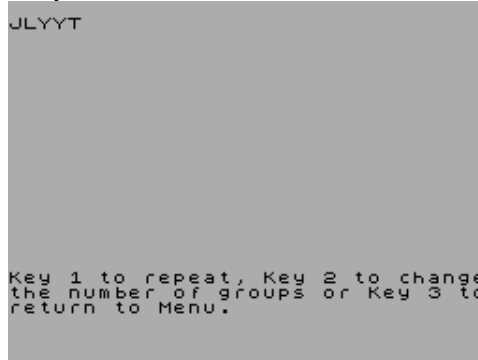 JLYYT
Key 1 to repeat, Key 2 to change
the number of groups or Key 3 to
return to Menu.